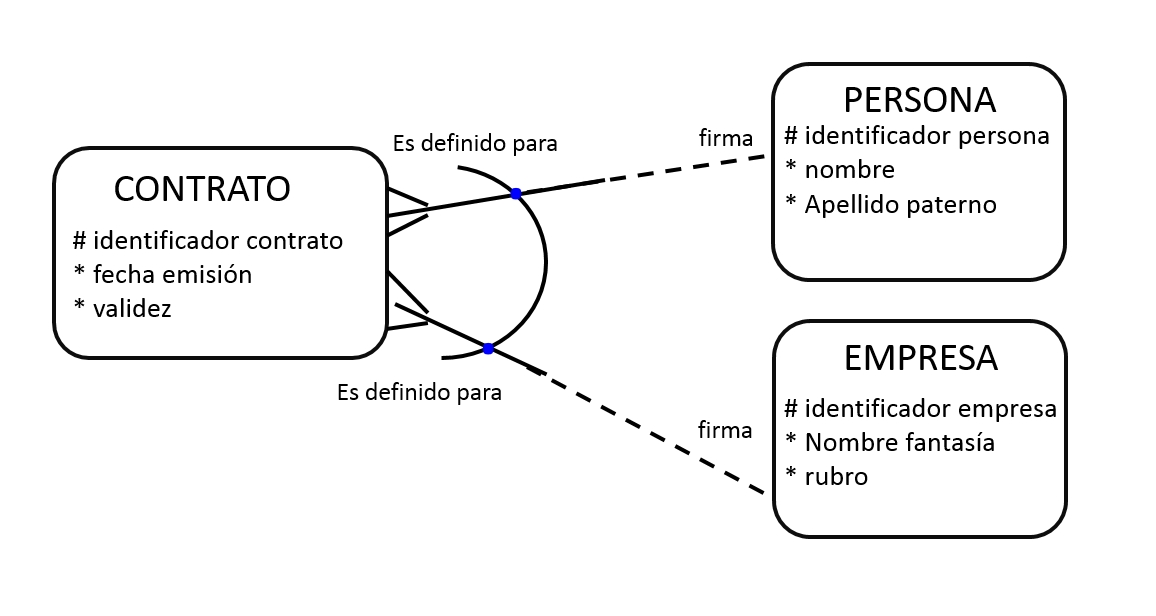 CONTRATO
# identificador contrato
* fecha emisión
* validez
Es definido para
firma
Es definido para
firma
PERSONA
# identificador persona
* nombre
* Apellido paterno
EMPRESA
# identificador empresa
* Nombre fantasía
* rubro